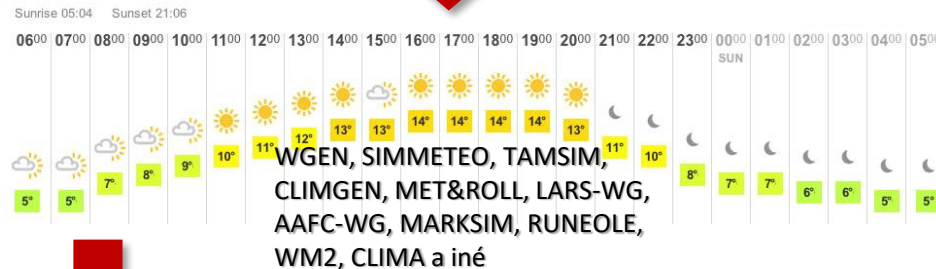 Sunrise 05:04 Sunset 21:06
0600 0700 0800 0900 1000 1100 1200 1300 1400 1500 1600 1700 1800 1900 2000 2100 2200 2300 0000 0100 0200 0300 0400 050
SUN
5° 5° 7° 8° 9° 10° 11° 12° 13° 13° 14° 14° 14° 14° 13° 11° 10° 8° 7° 7° 6° 6° 5° 5°
WGEN, SIMMETEO, TAMSIM,
CLIMGEN, MET&ROLL, LARS-WG,
AAFC-WG, MARKSIM, RUNEOLE,
WM2, CLIMA a iné